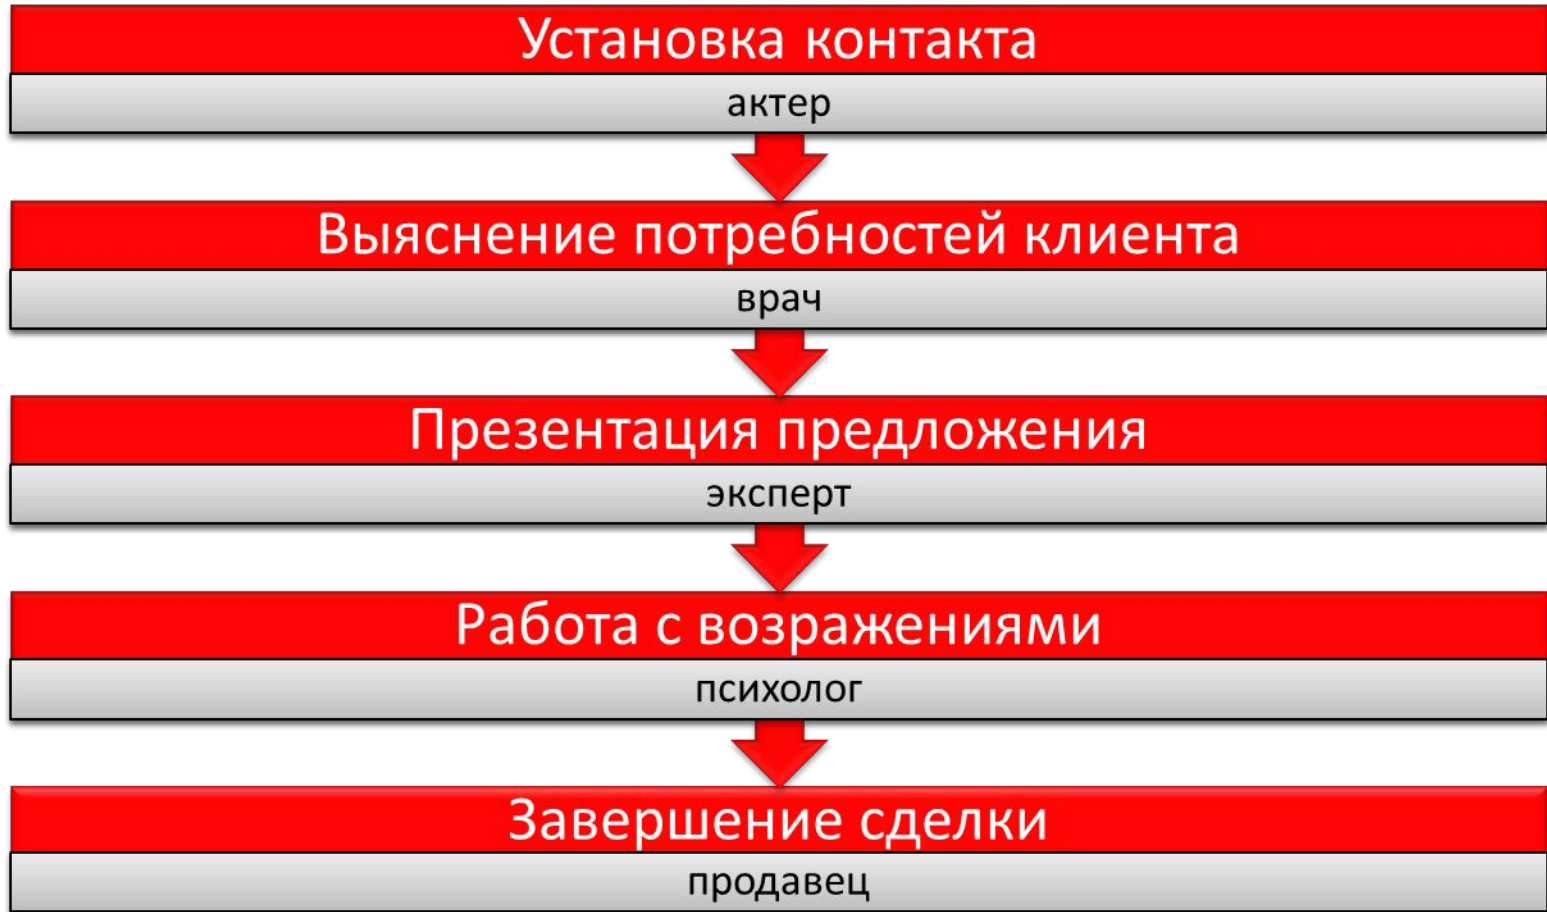 Установка контакта
актер
Выяснение потребностей клиента
врач
Презентация предложения
эксперт
Работа с возражениями
психолог
Завершение сделки
продавец